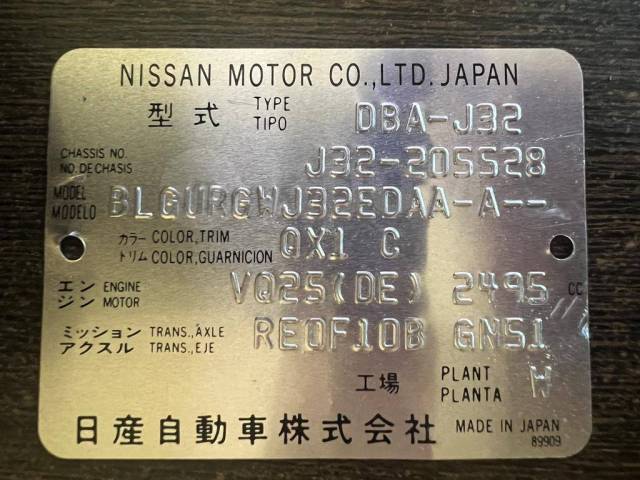 NISSAN MOTOR CO.,LTD. JAPAN
型式 TYPE TIPO DBA-J32
CHASSIS NO. NO. DE CHASIS J32-205528
MODEL MODELO BLGURGWJ32EDAA-A--
カラー COLOR,TRIM トリム COLOR,GUARNICION QX1 C
エンジン ENGINE MOTOR VQ25(DE) 2495 CC
ミッション TRANS.,AXLE アクスル TRANS.,EJE RE0F10B GN51
工場 PLANT PLANTA W
日産自動車株式会社 MADE IN JAPAN
89909